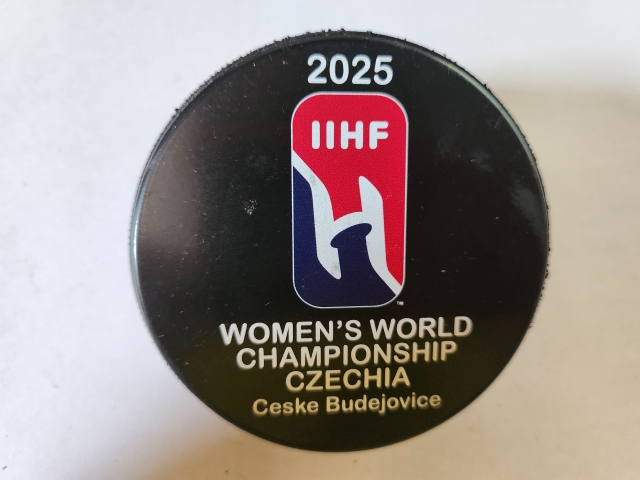 2025
IIHF
WOMEN'S WORLD
CHAMPIONSHIP
CZECHIA
Ceske Budejovice